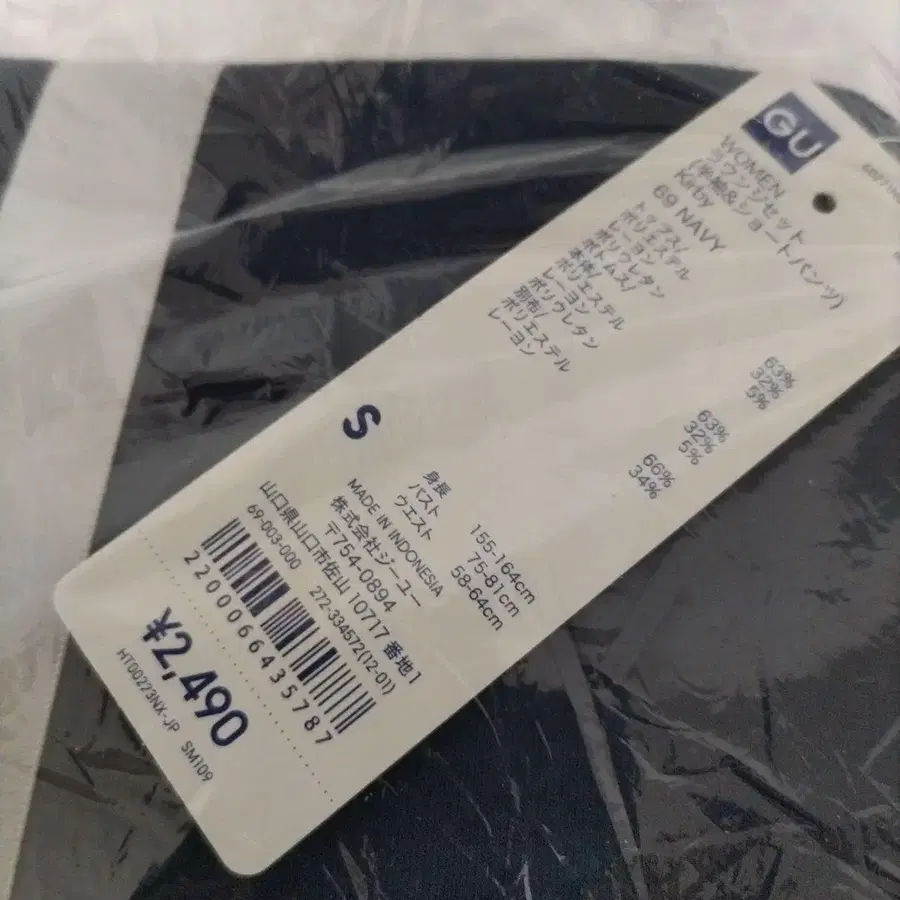 GU
WOMEN
ラウンジセット
(半袖&ショートパンツ)
Kirby
69 NAVY
トップス/
ポリエステル 63%
レーヨン 32%
ポリウレタン 5%
ボトムス/
本体/
ポリエステル 63%
レーヨン 32%
ポリウレタン 5%
別布/
ポリエステル 66%
レーヨン 34%
S
身長 155-164cm
バスト 75-81cm
ウエスト 58-64cm
MADE IN INDONESIA
株式会社ジーユー
〒754-0894
山口県山口市佐山10717番地1
69-003-000 272-334572(12-01)
2200066435787
¥2,490
HT00223NX-JP SM109